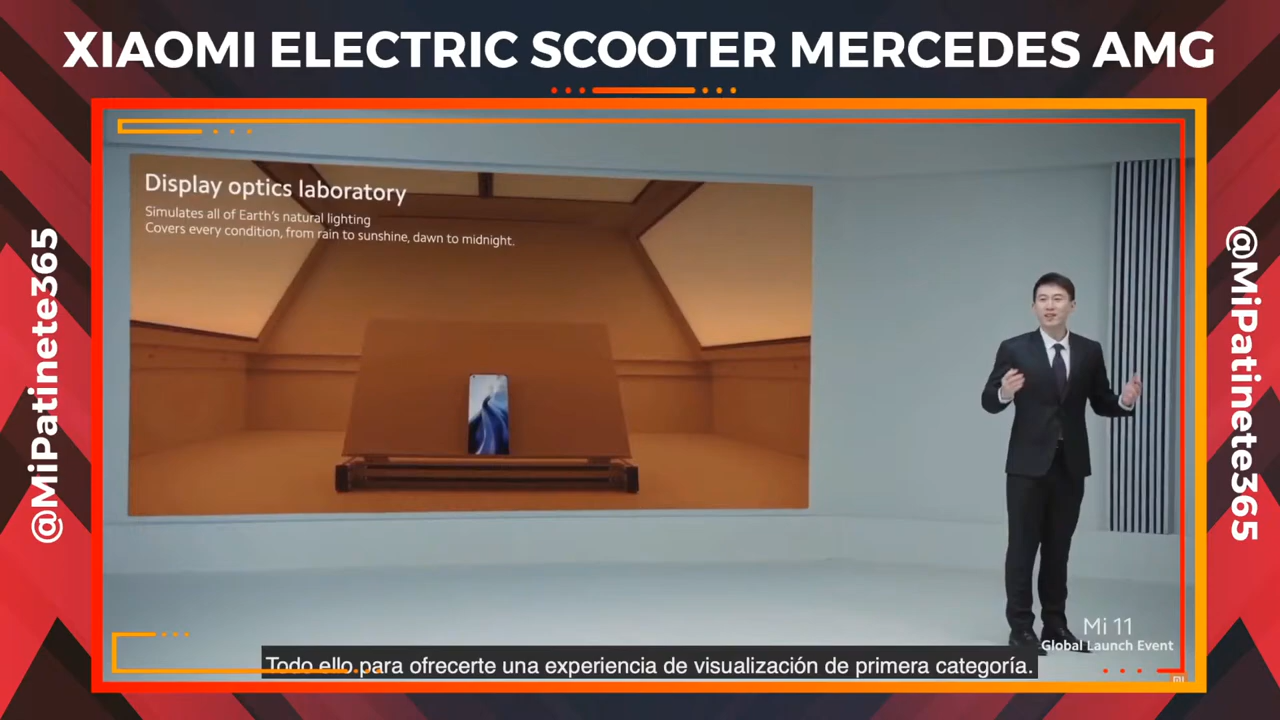 XIAOMI ELECTRIC SCOOTER MERCEDES AMG
@MiPatinete365
Display optics laboratory
Simulates all of Earth's natural lighting
Covers every condition, from rain to sunshine, dawn to midnight.
@MiPatinete365
Mi 11
Global Launch Event
Todo ello para ofrecerte una experiencia de visualización de primera categoría.